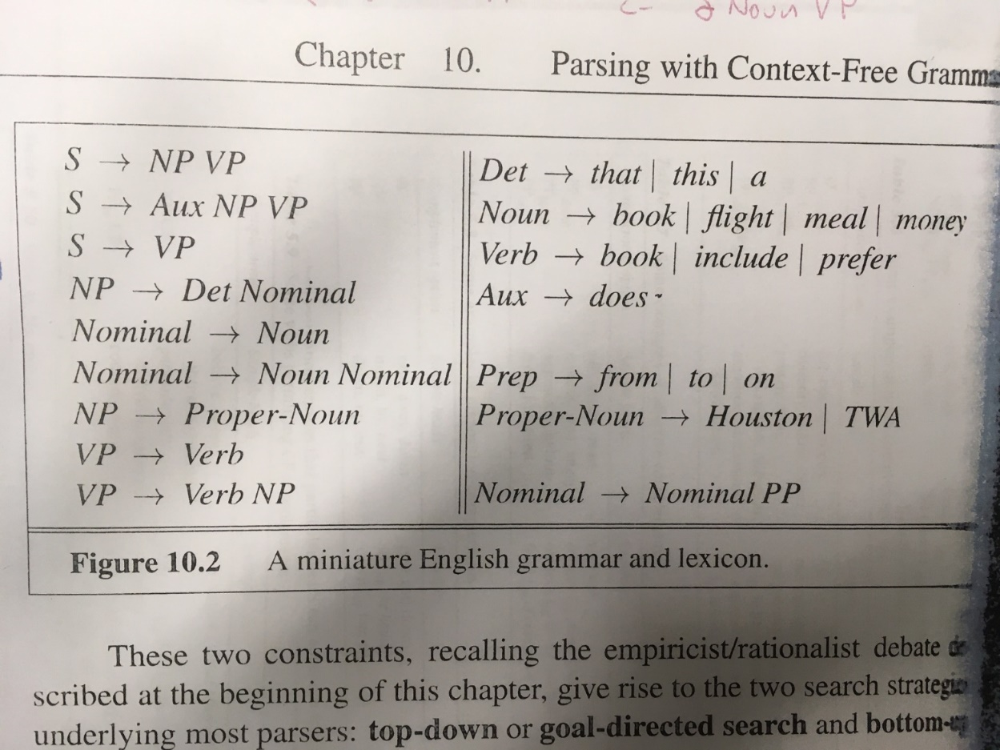 Noun VP
Chapter 10. Parsing with Context-Free
S → NP VP
S → Aux NP VP
S → VP
NP → Det Nominal
Nominal → Noun
Nominal → Noun Nominal
NP → Proper-Noun
VP → Verb
VP → Verb NP
Det → that | this | a
Noun → book | flight | meal | money
Verb → book | include | prefer
Aux → does
Prep → from | to | on
Proper-Noun → Houston | TWA
Nominal → Nominal PP
Figure 10.2 A miniature English grammar and lexicon.
These two constraints, recalling the empiricist/rationalist debate de-
scribed at the beginning of this chapter, give rise to the two search
underlying most parsers: top-down or goal-directed search and bottom-